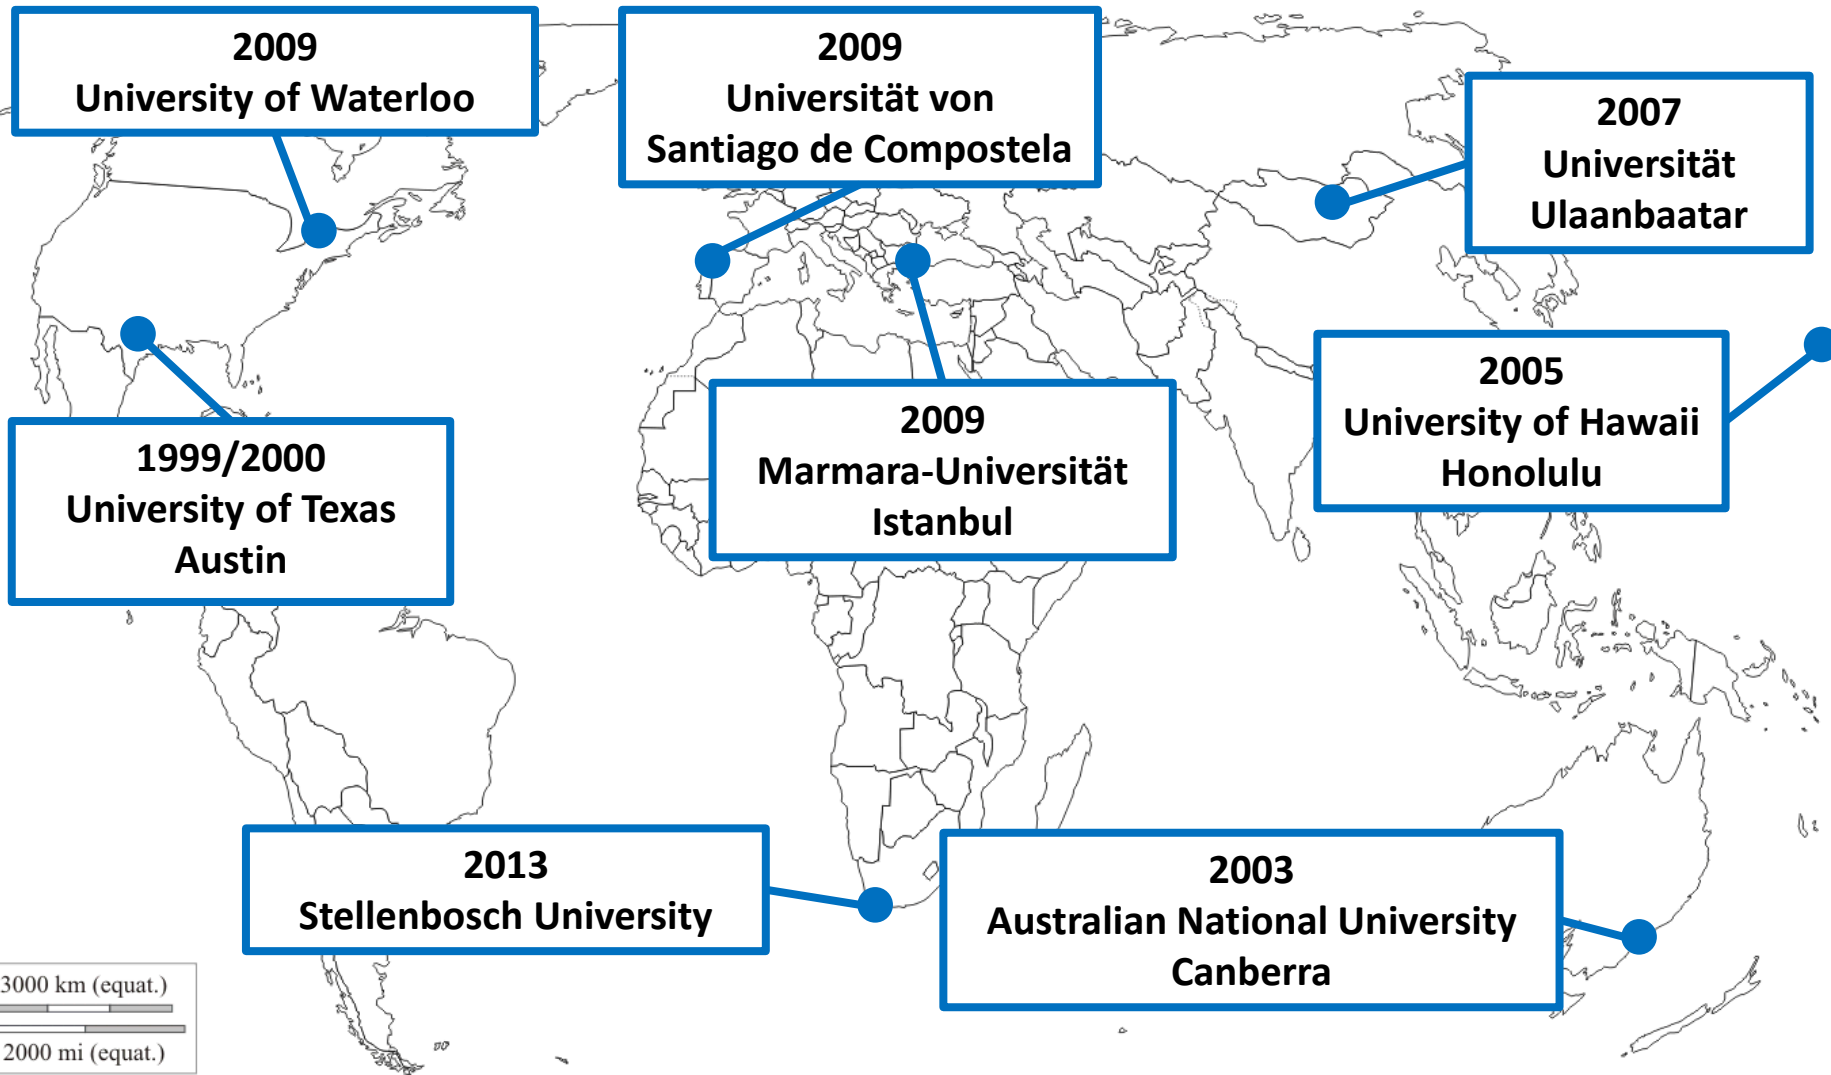 2009
University of Waterloo
2009
Universität von
Santiago de Compostela
2007
Universität
Ulaanbaatar
1999/2000
University of Texas
Austin
2009
Marmara-Universität
Istanbul
2005
University of Hawaii
Honolulu
2013
Stellenbosch University
2003
Australian National University
Canberra
3000 km (equat.)
2000 mi (equat.)